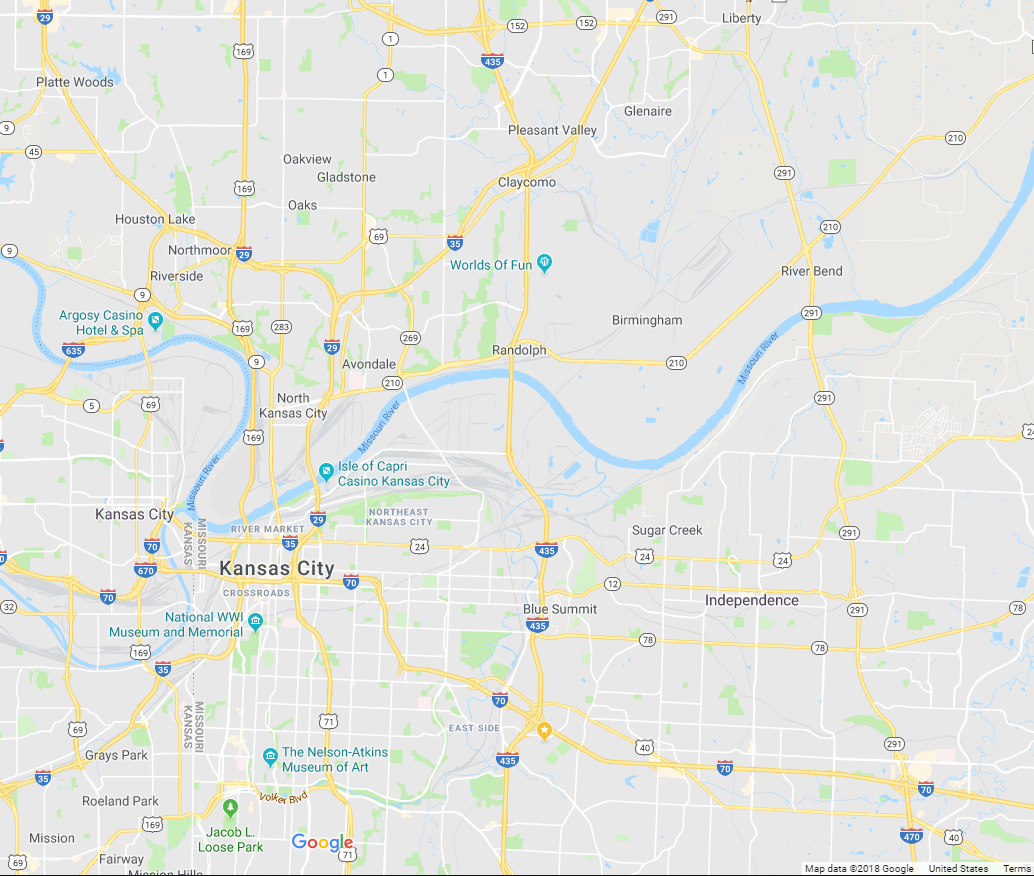 29
152
152
291
Liberty
169
1
435
1
Platte Woods
Glenaire
9
Pleasant Valley
210
45
Oakview
Gladstone
291
Claycomo
169
Oaks
Houston Lake
210
69
35
9
Northmoor
29
Worlds Of Fun
River Bend
Riverside
9
Argosy Casino
Hotel & Spa
169
283
Birmingham
291
269
29
635
Randolph
Missouri River
9
Avondale
210
210
5
69
North
Kansas City
291
Missouri River
169
24
Isle of Capri
Casino Kansas City
Missouri River
Kansas City
29
NORTHEAST
KANSAS CITY
RIVER MARKET
MISSOURI
KANSAS
Sugar Creek
291
70
35
24
435
24
24
670
Kansas City
70
12
70
CROSSROADS
32
Blue Summit
Independence
291
78
National WWI
Museum and Memorial
435
78
78
169
35
70
MISSOURI
KANSAS
71
69
EAST SIDE
Grays Park
The Nelson-Atkins
Museum of Art
435
40
291
70
35
70
Roeland Park
Volker Blvd
169
Jacob L.
Loose Park
Mission
Google
470
40
Fairway
71
69
Mission Hills
Map data ©2018 Google United States Terms